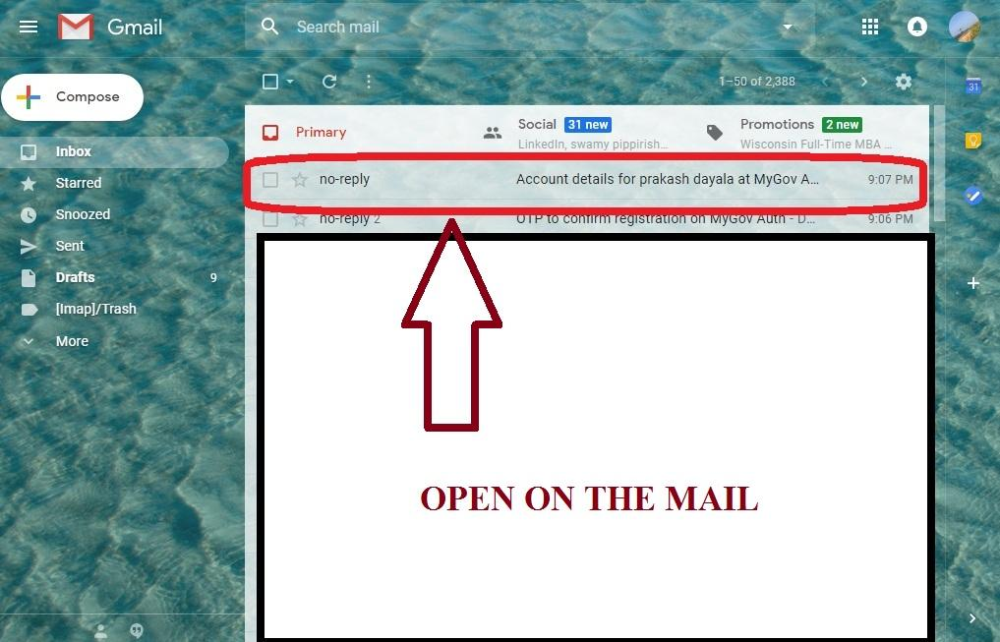 Gmail
Search mail
Compose
1–50 of 2,388
31
Primary
Social 31 new
LinkedIn, swamy pippirish...
Promotions 2 new
Wisconsin Full-Time MBA ...
Inbox
Starred
Snoozed
Sent
Drafts 9
[Imap]/Trash
More
no-reply Account details for prakash dayala at MyGov A... 9:07 PM
no-reply 2 OTP to confirm registration on MyGov Auth - D... 9:06 PM
OPEN ON THE MAIL